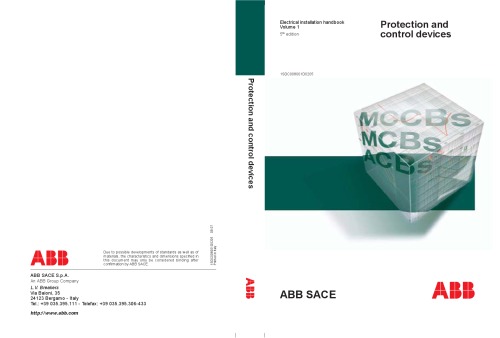 Electrical installation handbook
Volume 1
5th edition
Protection and
control devices
MCCBs
MCBs
ACBs
ABB SACE
ABB
Protection and control devices
ABB
ABB
Due to possible developments of standards as well as of
materials, the characteristics and dimensions specified in
this document may only be considered binding after
confirmation by ABB SACE.
ABB SACE S.p.A.
An ABB Group Company
L.V. Breakers
Via Baioni, 35
24123 Bergamo - Italy
Tel.: +39 035.395.111 - Telefax: +39 035.395.306-433
http://www.abb.com